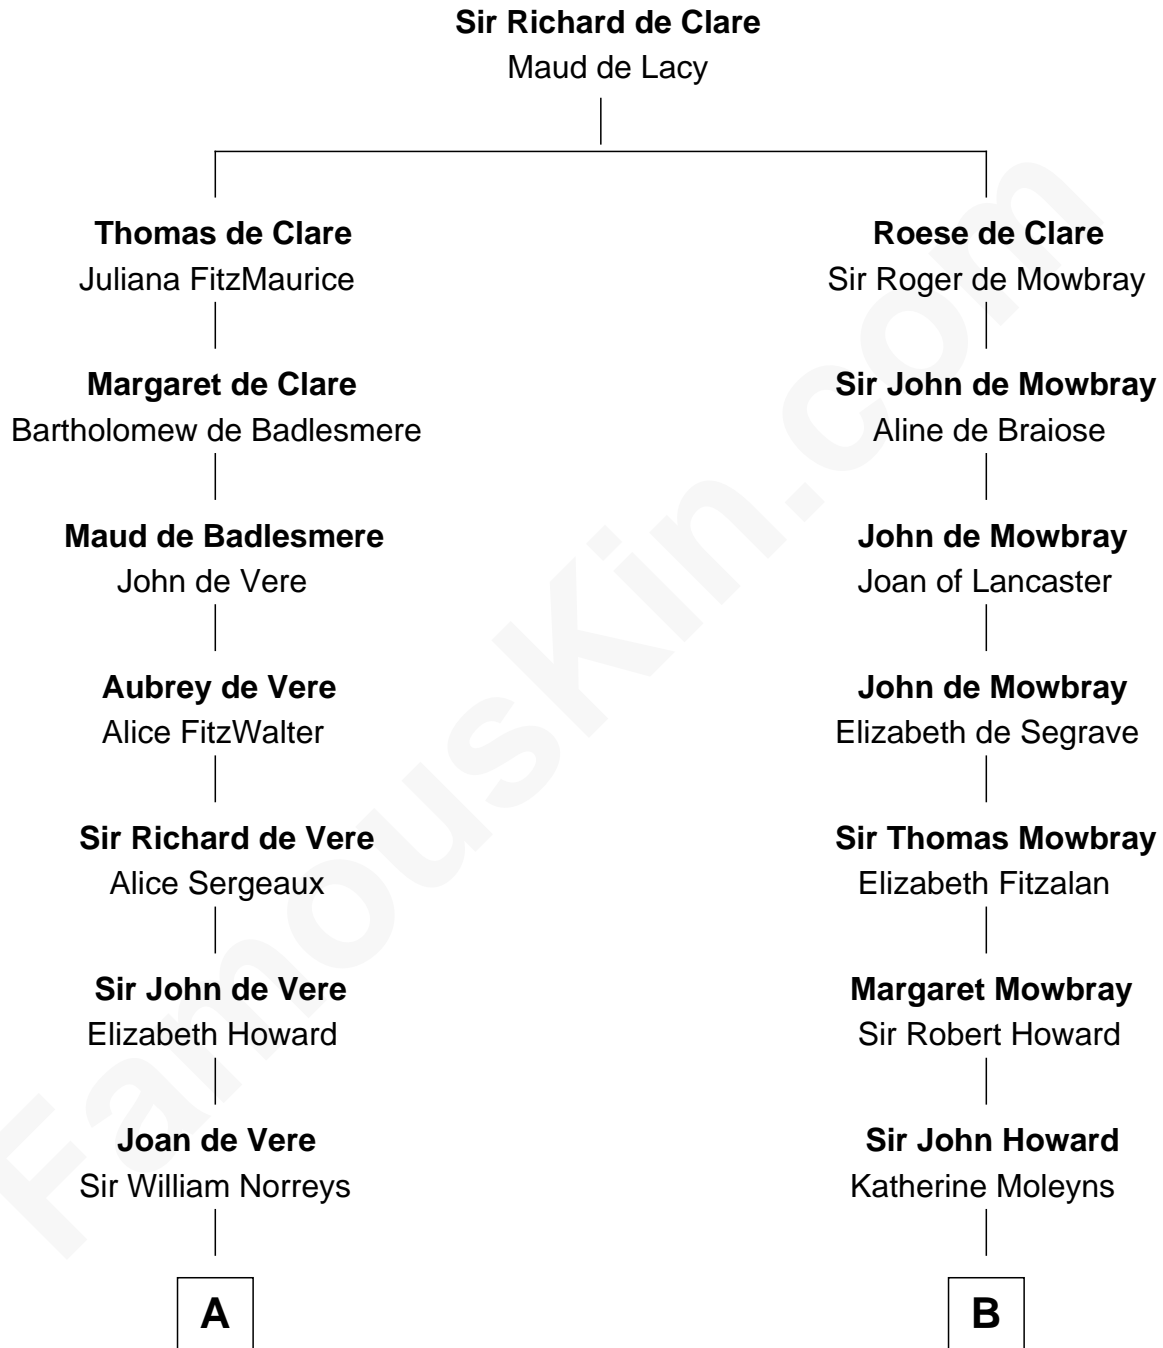 Sir Richard de Clare
Maud de Lacy
Thomas de Clare
Juliana FitzMaurice
Roese de Clare
Sir Roger de Mowbray
Margaret de Clare
Bartholomew de Badlesmere
Sir John de Mowbray
Aline de Braiose
Maud de Badlesmere
John de Vere
John de Mowbray
Joan of Lancaster
Aubrey de Vere
Alice FitzWalter
John de Mowbray
Elizabeth de Segrave
Sir Richard de Vere
Alice Sergeaux
Sir Thomas Mowbray
Elizabeth Fitzalan
Sir John de Vere
Elizabeth Howard
Margaret Mowbray
Sir Robert Howard
Joan de Vere
Sir William Norreys
Sir John Howard
Katherine Moleyns
A
B
FamousKin.com